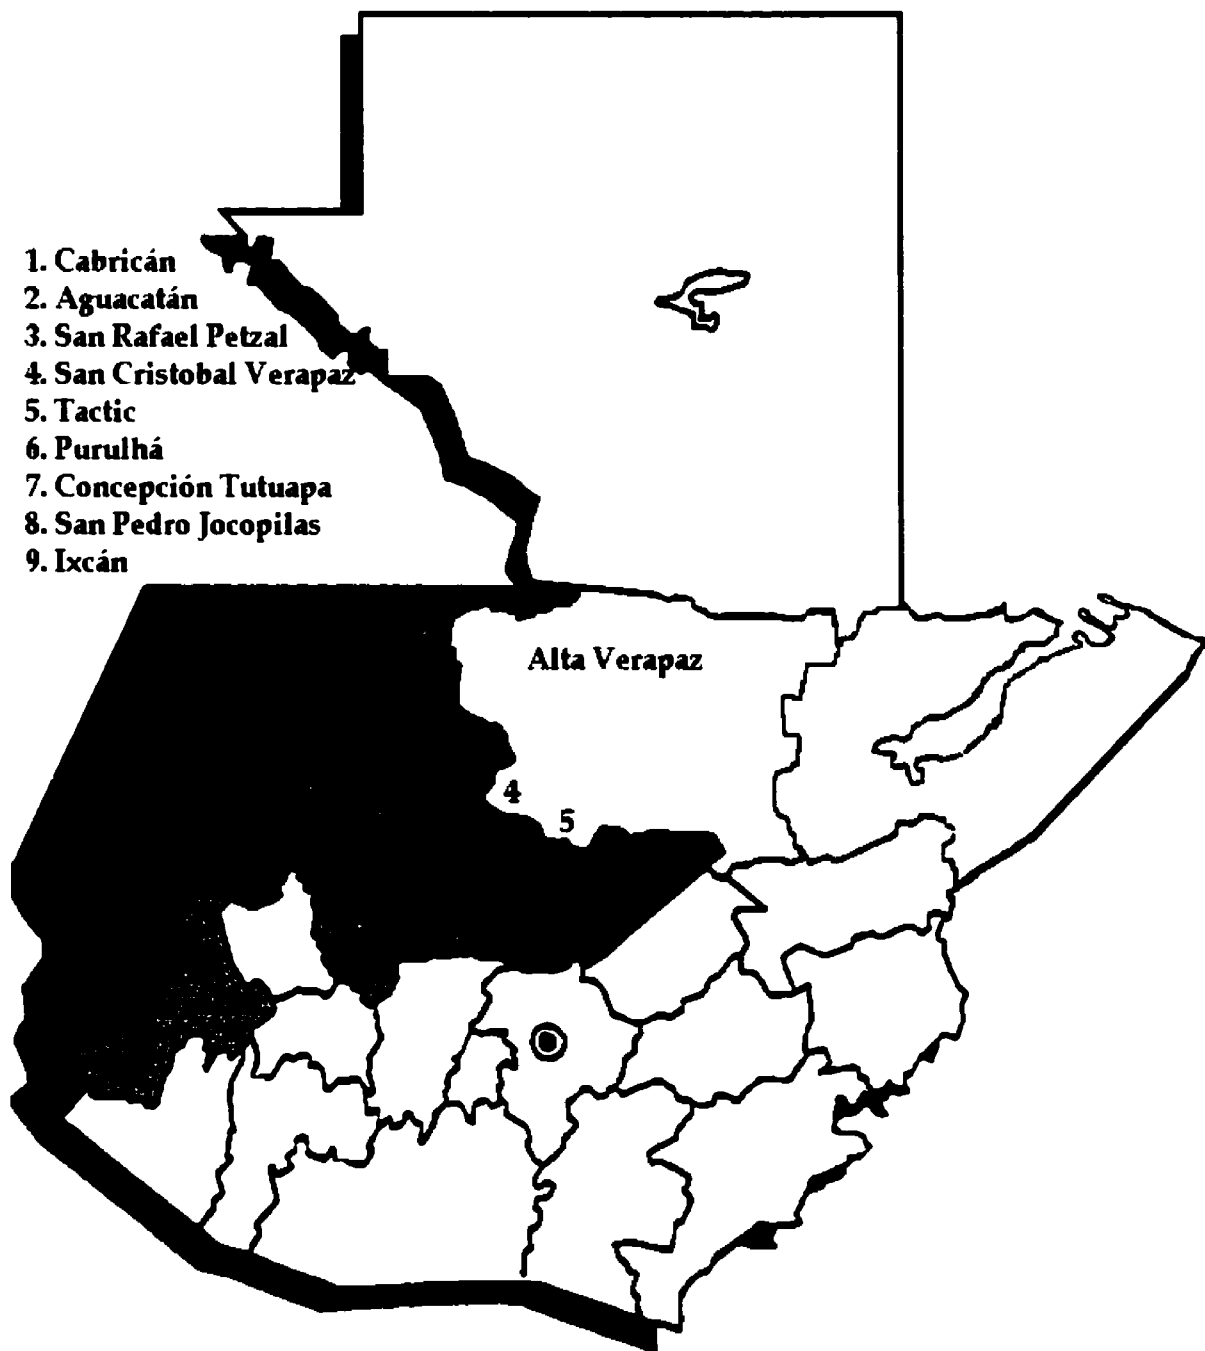 1. Cabricán
2. Aguacatán
3. San Rafael Petzal
4. San Cristobal Verapaz
5. Tactic
6. Purulhá
7. Concepción Tutuapa
8. San Pedro Jocopilas
9. Ixcán
Alta Verapaz
4
5